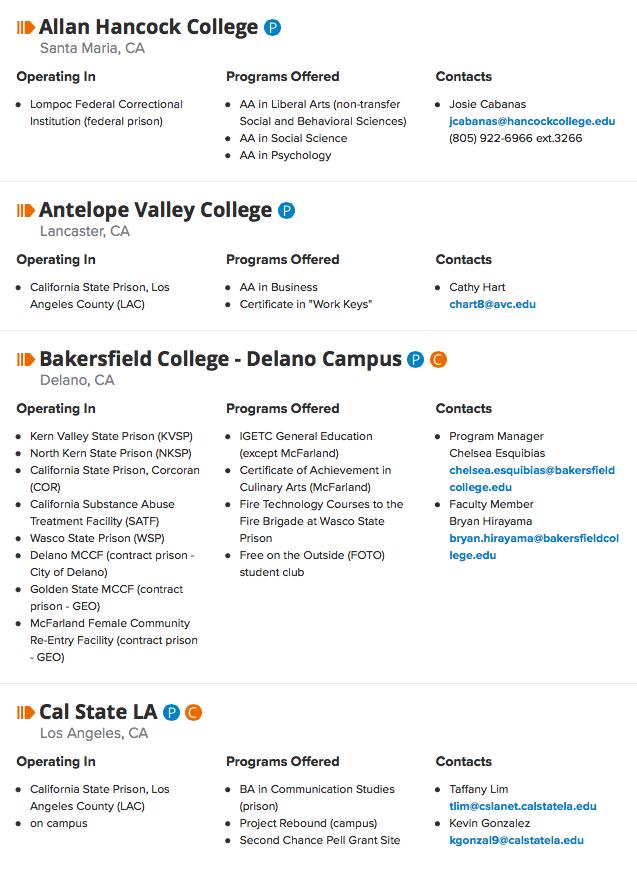 Allan Hancock College P
Santa Maria, CA
Operating In
Lompoc Federal Correctional
Institution (federal prison)
Programs Offered
AA in Liberal Arts (non-transfer
Social and Behavioral Sciences)
AA in Social Science
AA in Psychology
Contacts
Josie Cabanas
jcabanas@hancockcollege.edu
(805) 922-6966 ext.3266
Antelope Valley College P
Lancaster, CA
Operating In
California State Prison, Los
Angeles County (LAC)
Programs Offered
AA in Business
Certificate in "Work Keys"
Contacts
Cathy Hart
chart8@avc.edu
Bakersfield College - Delano Campus P C
Delano, CA
Operating In
Kern Valley State Prison (KVSP)
North Kern State Prison (NKSP)
California State Prison, Corcoran
(COR)
California Substance Abuse
Treatment Facility (SATF)
Wasco State Prison (WSP)
Delano MCCF (contract prison -
City of Delano)
Golden State MCCF (contract
prison - GEO)
McFarland Female Community
Re-Entry Facility (contract prison
- GEO)
Programs Offered
IGETC General Education
(except McFarland)
Certificate of Achievement in
Culinary Arts (McFarland)
Fire Technology Courses to the
Fire Brigade at Wasco State
Prison
Free on the Outside (FOTO)
student club
Contacts
Program Manager
Chelsea Esquibias
chelsea.esquibias@bakersfield
college.edu
Faculty Member
Bryan Hirayama
bryan.hirayama@bakersfieldcol
lege.edu
Cal State LA P C
Los Angeles, CA
Operating In
California State Prison, Los
Angeles County (LAC)
on campus
Programs Offered
BA in Communication Studies
(prison)
Project Rebound (campus)
Second Chance Pell Grant Site
Contacts
Taffany Lim
tlim@cslanet.calstatela.edu
Kevin Gonzalez
kgonzal9@calstatela.edu